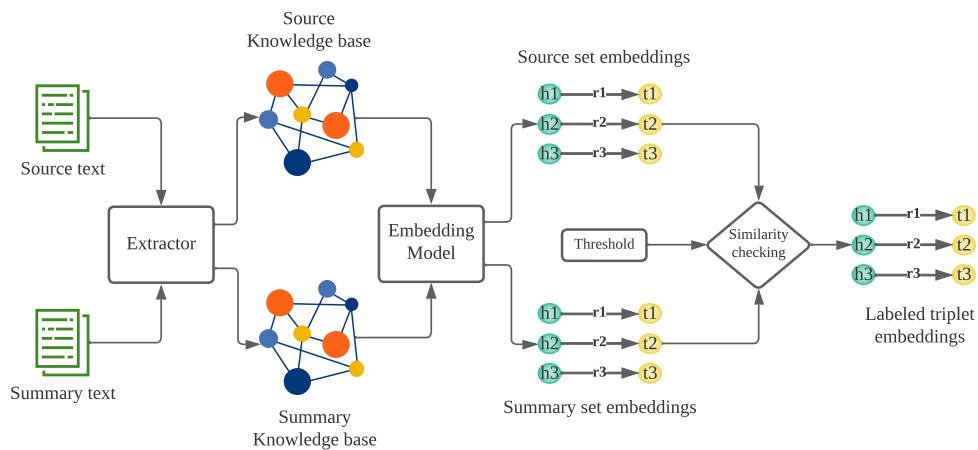 Source
Knowledge base
Source text
Extractor
Summary text
Summary
Knowledge base
Embedding
Model
Source set embeddings
h1 r1 t1
h2 r2 t2
h3 r3 t3
Threshold
Similarity
checking
h1 r1 t1
h2 r2 t2
h3 r3 t3
Summary set embeddings
h1 r1 t1
h2 r2 t2
h3 r3 t3
Labeled triplet
embeddings